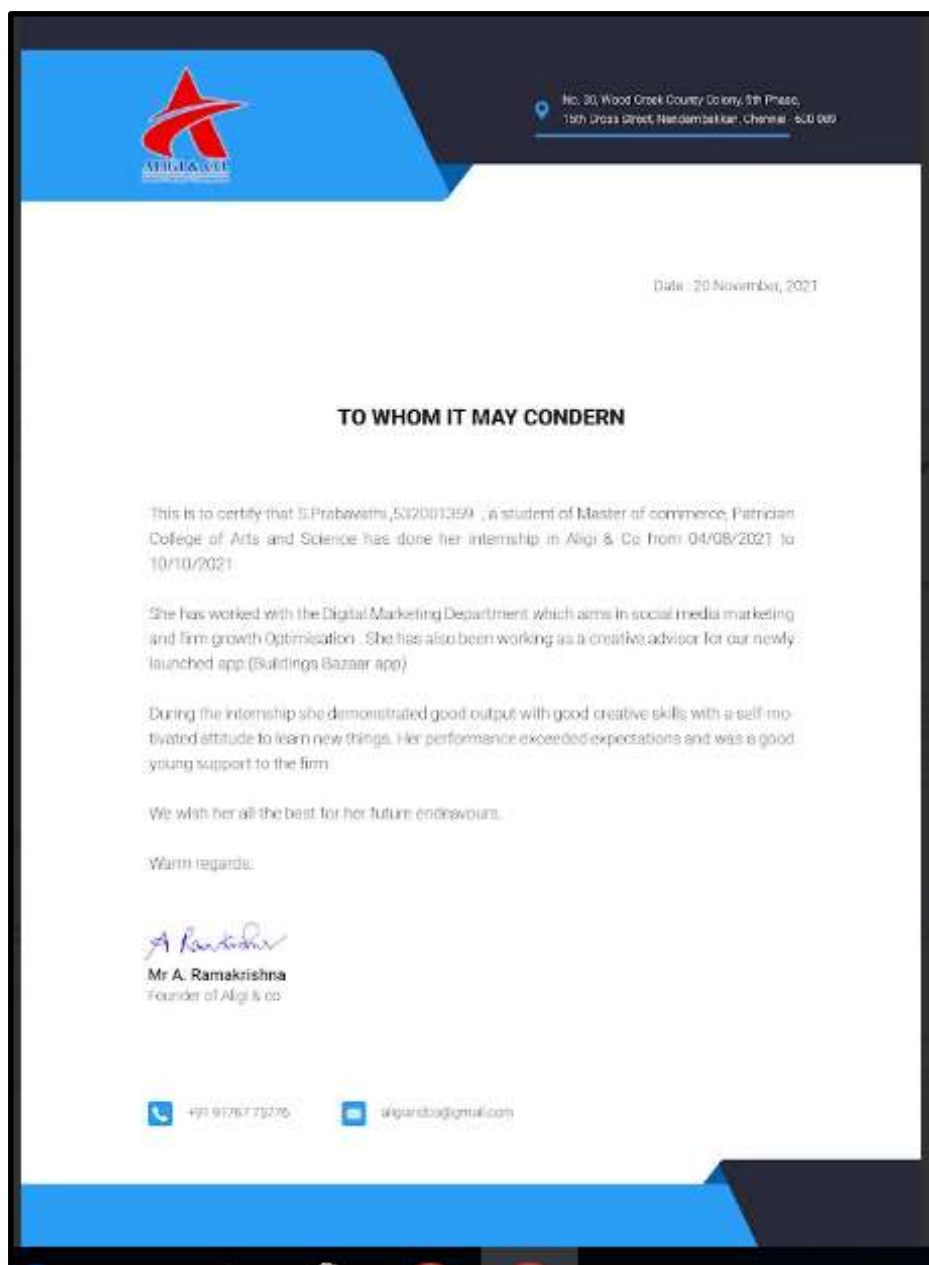 No. 30, Wood Creek County Colony, 5th Phase,
15th Cross Street, Nandambakkam, Chennai - 600 089
ALIGI & CO
Date : 20 November, 2021
TO WHOM IT MAY CONDERN
This is to certify that S.Prabavathi ,532001359 , a student of Master of commerce, Patrician
College of Arts and Science has done her internship in Aligi & Co from 04/08/2021 to
10/10/2021
She has worked with the Digital Marketing Department which aims in social media marketing
and firm growth Optimisation . She has also been working as a creative advisor for our newly
launched app (Buildings Bazaar app)
During the internship she demonstrated good output with good creative skills with a self-mo-
tivated attitude to learn new things. Her performance exceeded expectations and was a good
young support to the firm
We wish her all the best for her future endeavours.
Warm regards.
Mr A. Ramakrishna
Founder of Aligi & co
+91